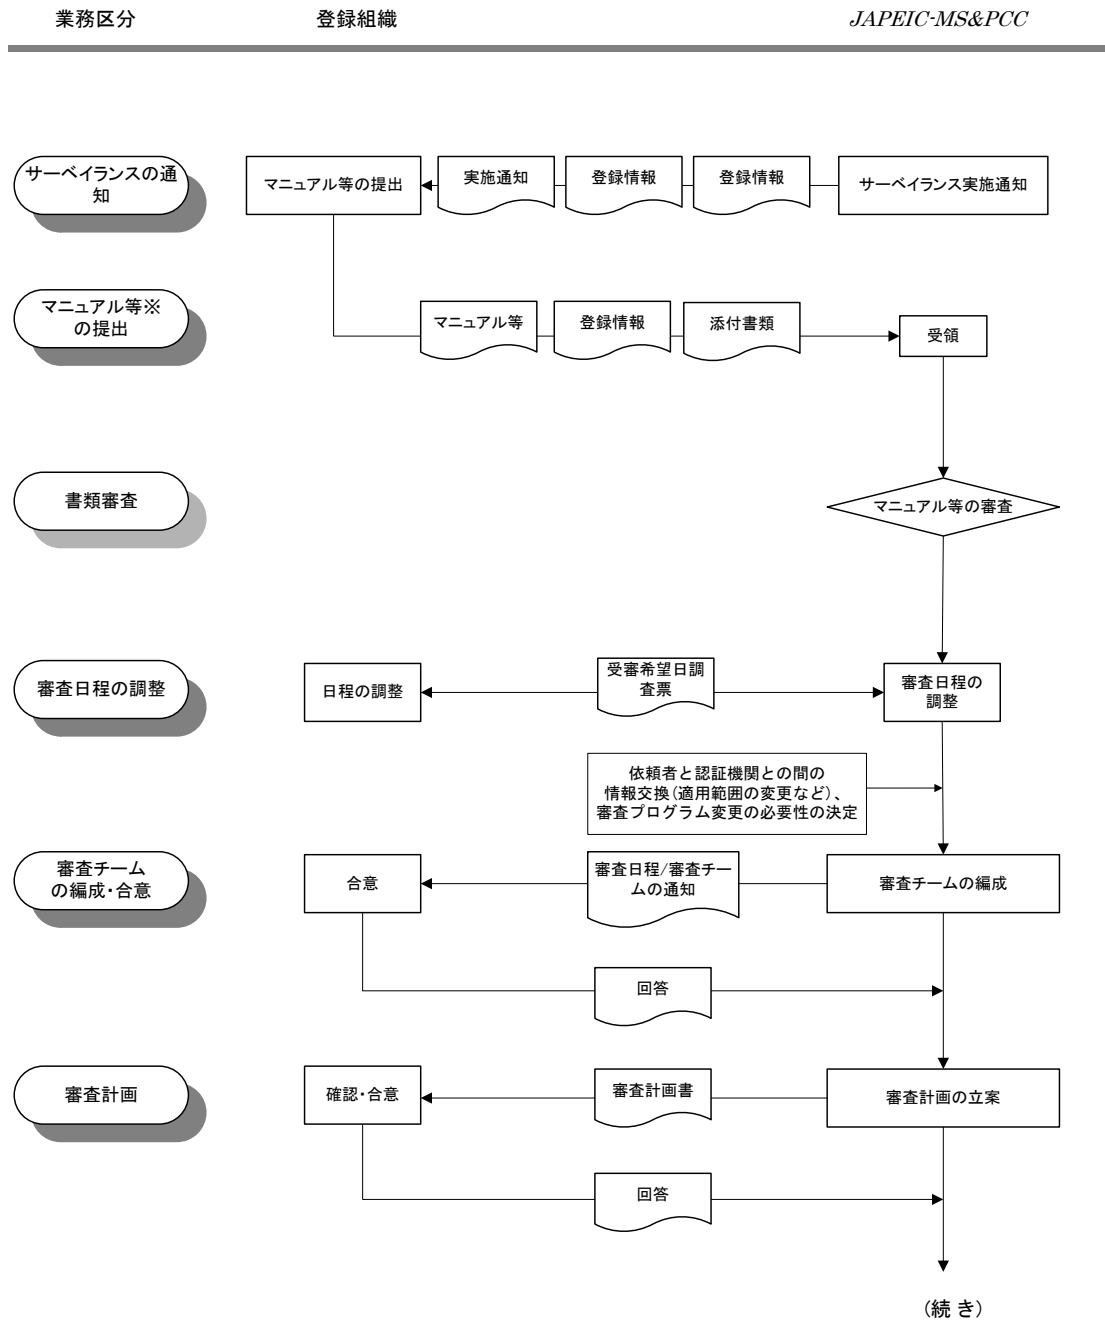 業務区分
登録組織
JAPEIC-MS&PCC
サーベイランスの通
知
マニュアル等の提出
実施通知
登録情報
登録情報
サーベイランス実施通知
マニュアル等※
の提出
マニュアル等
登録情報
添付書類
受領
書類審査
マニュアル等の審査
審査日程の調整
日程の調整
受審希望日調
査票
審査日程の
調整
依頼者と認証機関との間の
情報交換(適用範囲の変更など)、
審査プログラム変更の必要性の決定
審査チーム
の編成・合意
合意
審査日程/審査チー
ムの通知
審査チームの編成
回答
審査計画
確認・合意
審査計画書
審査計画の立案
回答
(続 き)